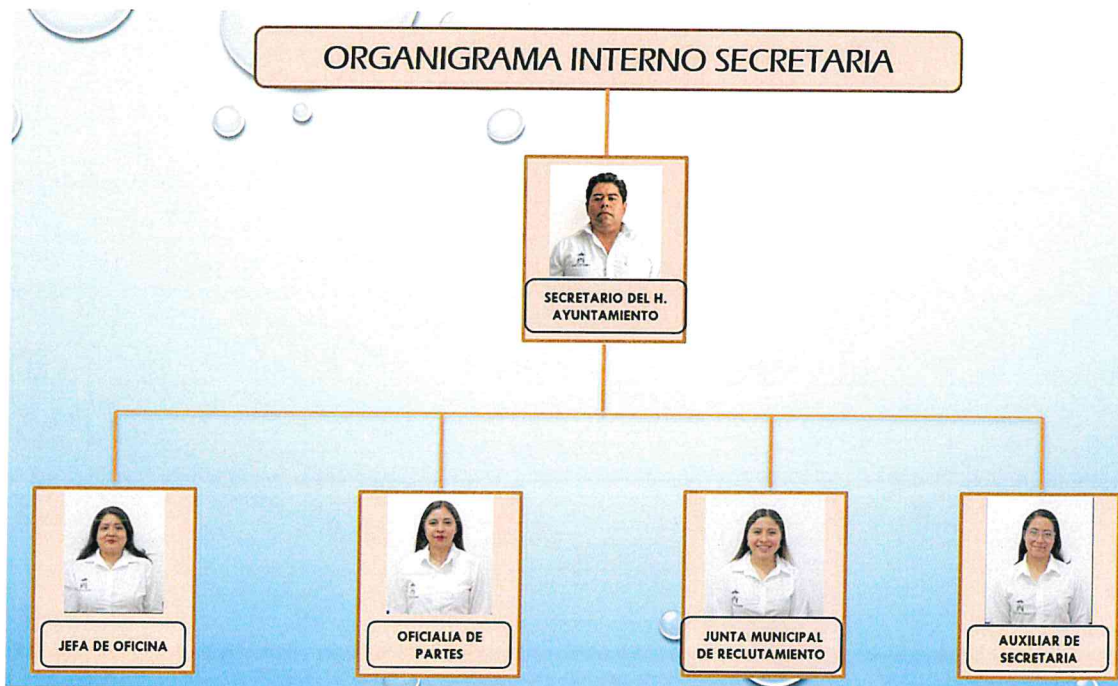 ORGANIGRAMA INTERNO SECRETARIA
SECRETARIO DEL H.
AYUNTAMIENTO
JEFA DE OFICINA
OFICIALIA DE
PARTES
JUNTA MUNICIPAL
DE RECLUTAMIENTO
AUXILIAR DE
SECRETARIA